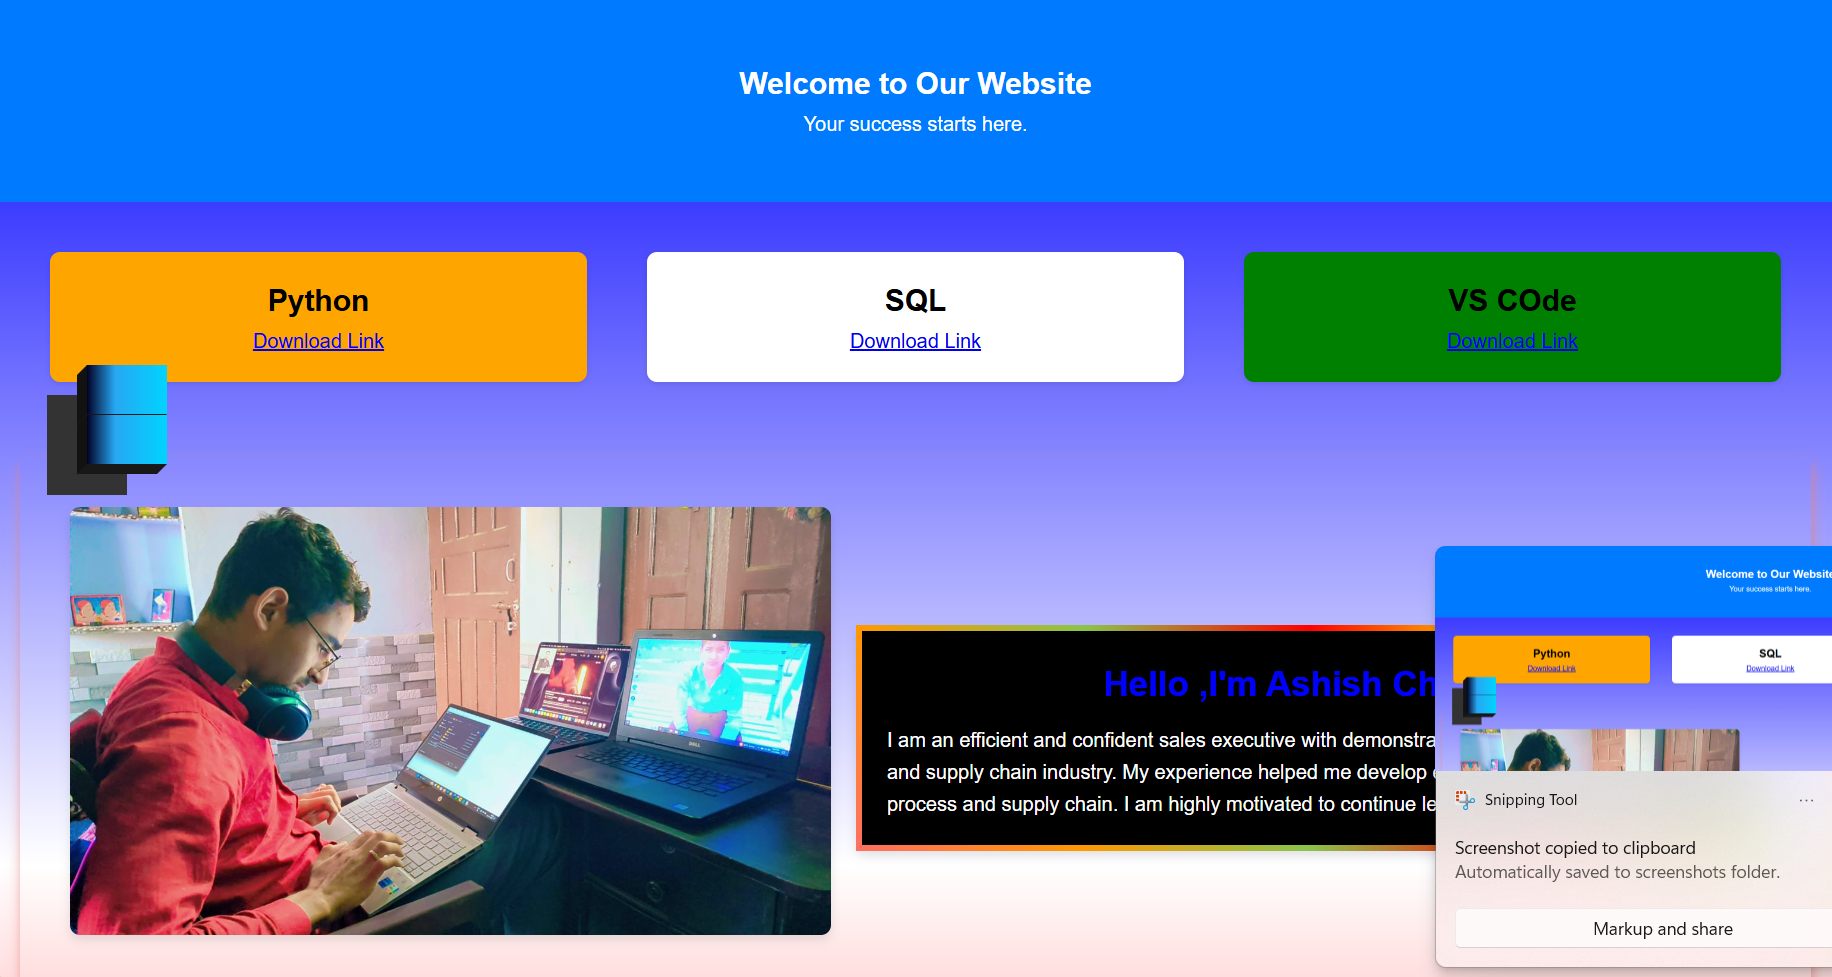 Welcome to Our Website
Your success starts here.
Python
Download Link
SQL
Download Link
VS COde
Download Link
Hello ,I'm Ashish Ch
I am an efficient and confident sales executive with demonstra
and supply chain industry. My experience helped me develop
process and supply chain. I am highly motivated to continue le
DELL
Welcome to Our Website
Your success starts here.
Python
Download Link
SQL
Download Link
Snipping Tool
Screenshot copied to clipboard
Automatically saved to screenshots folder.
Markup and share